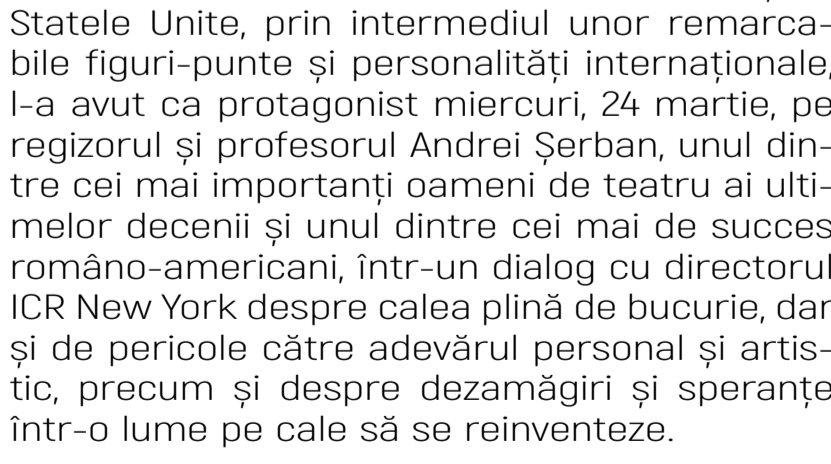 Statele Unite, prin intermediul unor remarca-
bile figuri-punte și personalități internaționale,
l-a avut ca protagonist miercuri, 24 martie, pe
regizorul și profesorul Andrei Șerban, unul din-
tre cei mai importanți oameni de teatru ai ulti-
melor decenii și unul dintre cei mai de succes
româno-americani, într-un dialog cu directorul
ICR New York despre calea plină de bucurie, dar
și de pericole către adevărul personal și artis-
tic, precum și despre dezamăgiri și speranțe
într-o lume pe cale să se reinventeze.